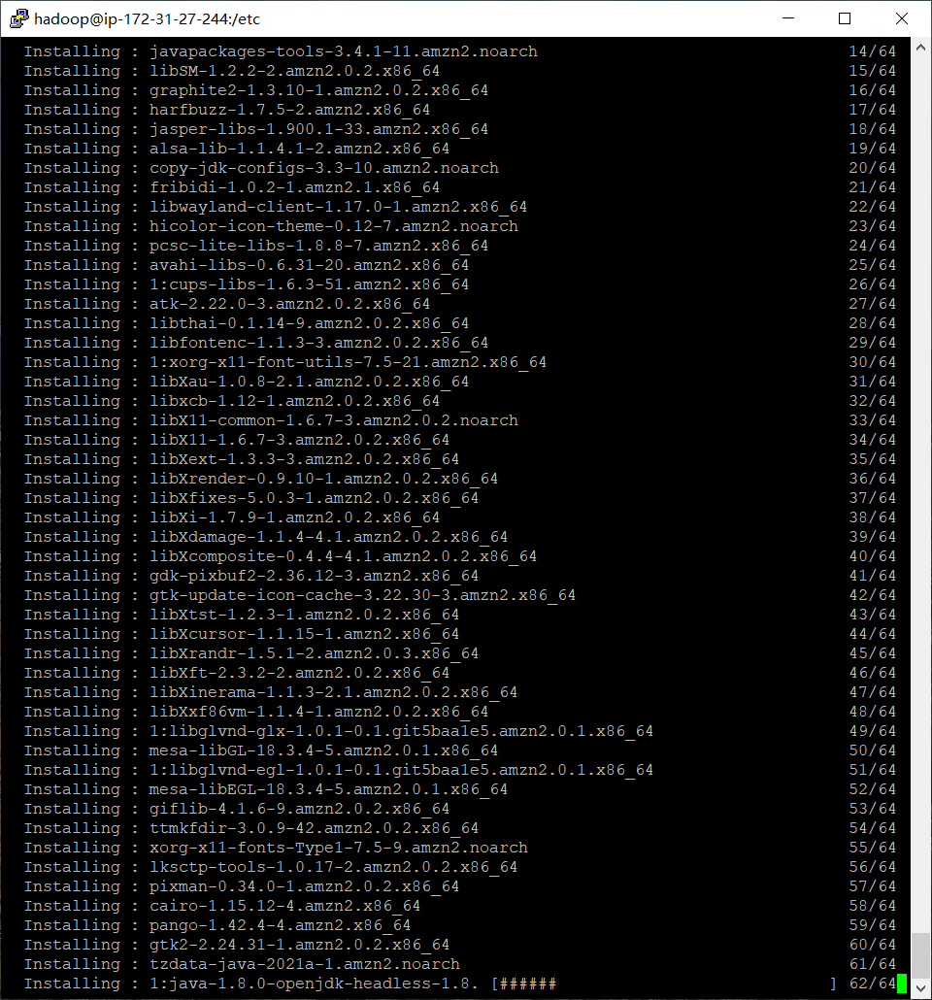 hadoop@ip-172-31-27-244:/etc
Installing : javapackages-tools-3.4.1-11.amzn2.noarch 14/64
Installing : libSM-1.2.2-2.amzn2.0.2.x86_64 15/64
Installing : graphite2-1.3.10-1.amzn2.0.2.x86_64 16/64
Installing : harfbuzz-1.7.5-2.amzn2.x86_64 17/64
Installing : jasper-libs-1.900.1-33.amzn2.x86_64 18/64
Installing : alsa-lib-1.1.4.1-2.amzn2.x86_64 19/64
Installing : copy-jdk-configs-3.3-10.amzn2.noarch 20/64
Installing : fribidi-1.0.2-1.amzn2.1.x86_64 21/64
Installing : libwayland-client-1.17.0-1.amzn2.x86_64 22/64
Installing : hicolor-icon-theme-0.12-7.amzn2.noarch 23/64
Installing : pcsc-lite-libs-1.8.8-7.amzn2.x86_64 24/64
Installing : avahi-libs-0.6.31-20.amzn2.x86_64 25/64
Installing : 1:cups-libs-1.6.3-51.amzn2.x86_64 26/64
Installing : atk-2.22.0-3.amzn2.0.2.x86_64 27/64
Installing : libthai-0.1.14-9.amzn2.0.2.x86_64 28/64
Installing : libfontenc-1.1.3-3.amzn2.0.2.x86_64 29/64
Installing : 1:xorg-x11-font-utils-7.5-21.amzn2.x86_64 30/64
Installing : libXau-1.0.8-2.1.amzn2.0.2.x86_64 31/64
Installing : libxcb-1.12-1.amzn2.0.2.x86_64 32/64
Installing : libX11-common-1.6.7-3.amzn2.0.2.noarch 33/64
Installing : libX11-1.6.7-3.amzn2.0.2.x86_64 34/64
Installing : libXext-1.3.3-3.amzn2.0.2.x86_64 35/64
Installing : libXrender-0.9.10-1.amzn2.0.2.x86_64 36/64
Installing : libXfixes-5.0.3-1.amzn2.0.2.x86_64 37/64
Installing : libXi-1.7.9-1.amzn2.0.2.x86_64 38/64
Installing : libXdamage-1.1.4-4.1.amzn2.0.2.x86_64 39/64
Installing : libXcomposite-0.4.4-4.1.amzn2.0.2.x86_64 40/64
Installing : gdk-pixbuf2-2.36.12-3.amzn2.x86_64 41/64
Installing : gtk-update-icon-cache-3.22.30-3.amzn2.x86_64 42/64
Installing : libXtst-1.2.3-1.amzn2.0.2.x86_64 43/64
Installing : libXcursor-1.1.15-1.amzn2.x86_64 44/64
Installing : libXrandr-1.5.1-2.amzn2.0.3.x86_64 45/64
Installing : libXft-2.3.2-2.amzn2.0.2.x86_64 46/64
Installing : libXinerama-1.1.3-2.1.amzn2.0.2.x86_64 47/64
Installing : libXxf86vm-1.1.4-1.amzn2.0.2.x86_64 48/64
Installing : 1:libglvnd-glx-1.0.1-0.1.git5baa1e5.amzn2.0.1.x86_64 49/64
Installing : mesa-libGL-18.3.4-5.amzn2.0.1.x86_64 50/64
Installing : 1:libglvnd-egl-1.0.1-0.1.git5baa1e5.amzn2.0.1.x86_64 51/64
Installing : mesa-libEGL-18.3.4-5.amzn2.0.1.x86_64 52/64
Installing : giflib-4.1.6-9.amzn2.0.2.x86_64 53/64
Installing : ttmkfdir-3.0.9-42.amzn2.0.2.x86_64 54/64
Installing : xorg-x11-fonts-Type1-7.5-9.amzn2.noarch 55/64
Installing : lksctp-tools-1.0.17-2.amzn2.0.2.x86_64 56/64
Installing : pixman-0.34.0-1.amzn2.0.2.x86_64 57/64
Installing : cairo-1.15.12-4.amzn2.x86_64 58/64
Installing : pango-1.42.4-4.amzn2.x86_64 59/64
Installing : gtk2-2.24.31-1.amzn2.0.2.x86_64 60/64
Installing : tzdata-java-2021a-1.amzn2.noarch 61/64
Installing : 1:java-1.8.0-openjdk-headless-1.8. [###### ] 62/64